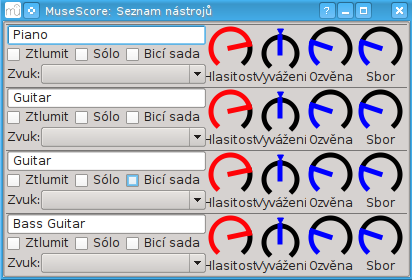 MuseScore: Seznam nástrojů
Piano
Ztlumit Sólo Bicí sada
Zvuk:
Hlasitost Vyvážení Ozvěna Sbor
Guitar
Ztlumit Sólo Bicí sada
Zvuk:
Hlasitost Vyvážení Ozvěna Sbor
Guitar
Ztlumit Sólo Bicí sada
Zvuk:
Hlasitost Vyvážení Ozvěna Sbor
Bass Guitar
Ztlumit Sólo Bicí sada
Zvuk:
Hlasitost Vyvážení Ozvěna Sbor